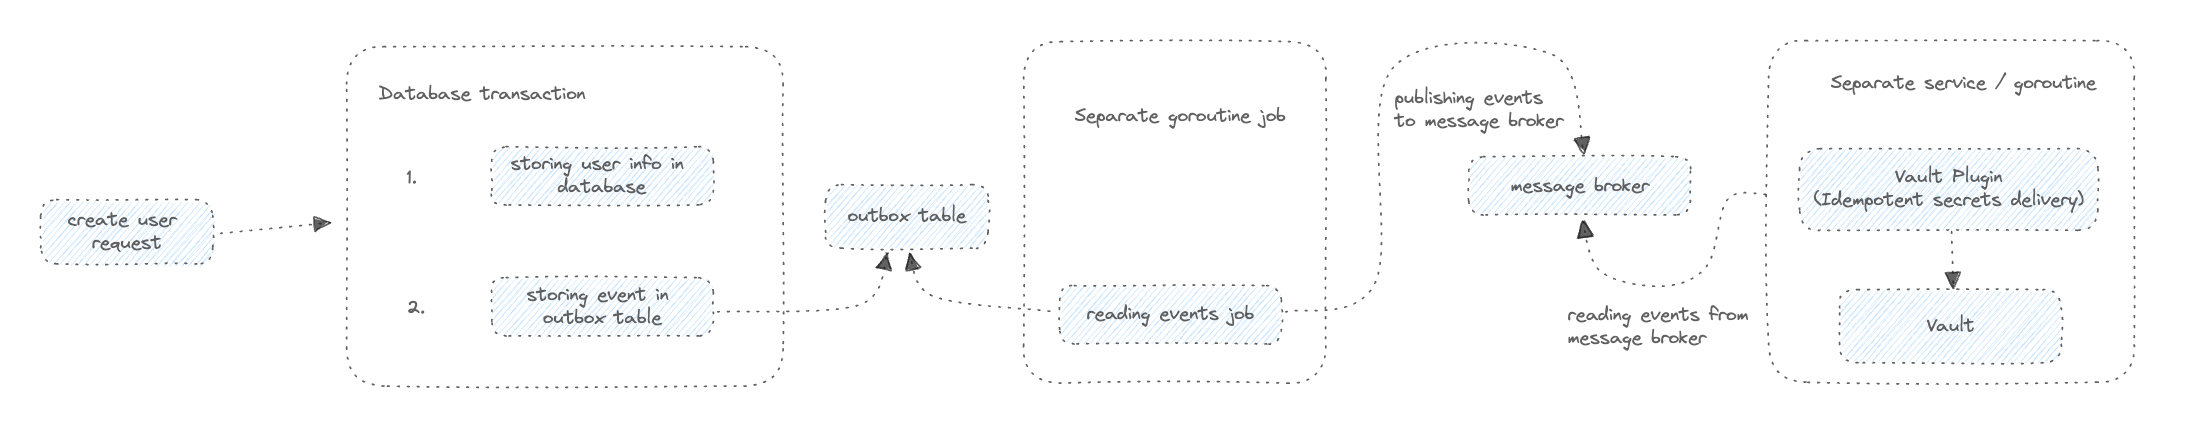 create user
request
Database transaction
1.
storing user info in
database
2.
storing event in
outbox table
outbox table
Separate goroutine job
reading events job
publishing events
to message broker
message broker
reading events from
message broker
Separate service / goroutine
Vault Plugin
(Idempotent secrets delivery)
Vault